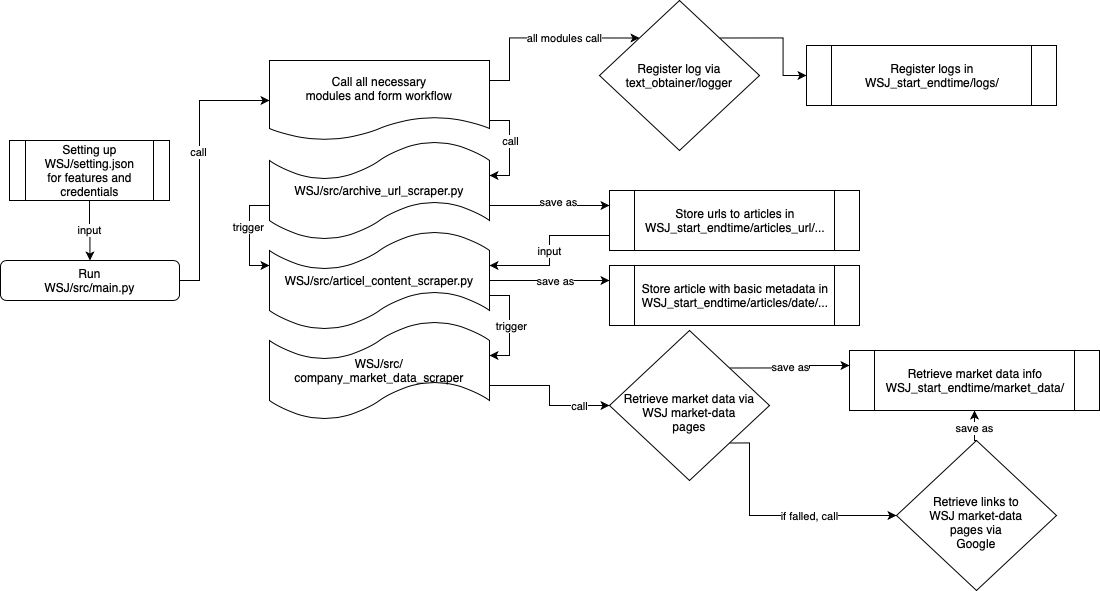 Setting up
WSJ/setting.json
for features and
credentials
input
Run
WSJ/src/main.py
call
Call all necessary
modules and form workflow
all modules call
Register log via
text_obtainer/logger
Register logs in
WSJ_start_endtime/logs/
call
WSJ/src/archive_url_scraper.py
save as
Store urls to articles in
WSJ_start_endtime/articles_url/...
trigger
input
WSJ/src/articel_content_scraper.py
save as
Store article with basic metadata in
WSJ_start_endtime/articles/date/...
trigger
WSJ/src/
company_market_data_scraper
call
Retrieve market data via
WSJ market-data
pages
save as
Retrieve market data info
WSJ_start_endtime/market_data/
save as
if falled, call
Retrieve links to
WSJ market-data
pages via
Google